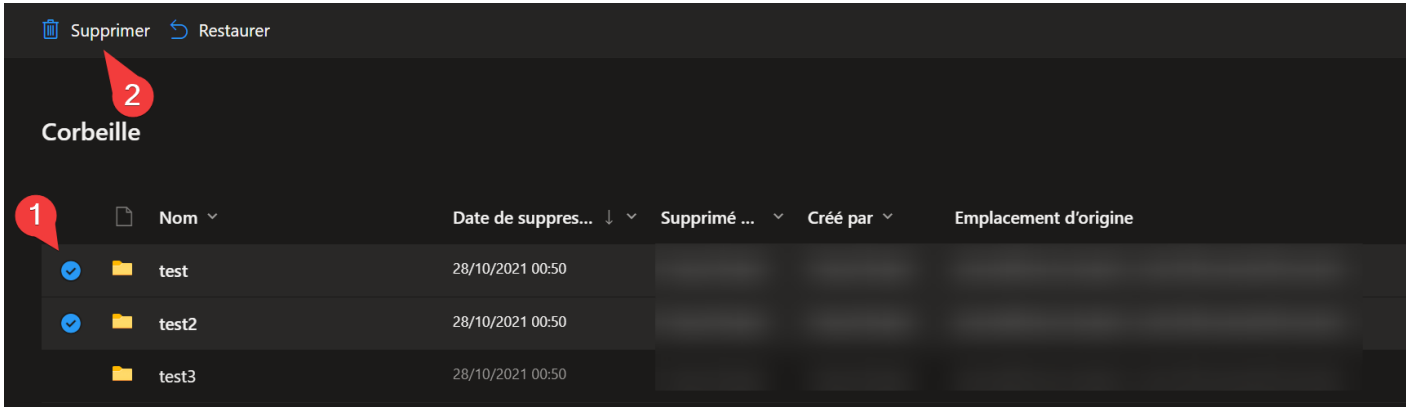 Supprimer Restaurer
2
Corbeille
1
Nom Date de suppres... Supprimé ... Créé par Emplacement d'origine
test 28/10/2021 00:50
test2 28/10/2021 00:50
test3 28/10/2021 00:50